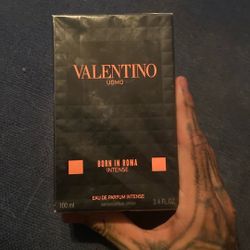 VALENTINO
UOMO
BORN IN ROMA
INTENSE
EAU DE PARFUM INTENSE
100 ml
3.4 FL.OZ